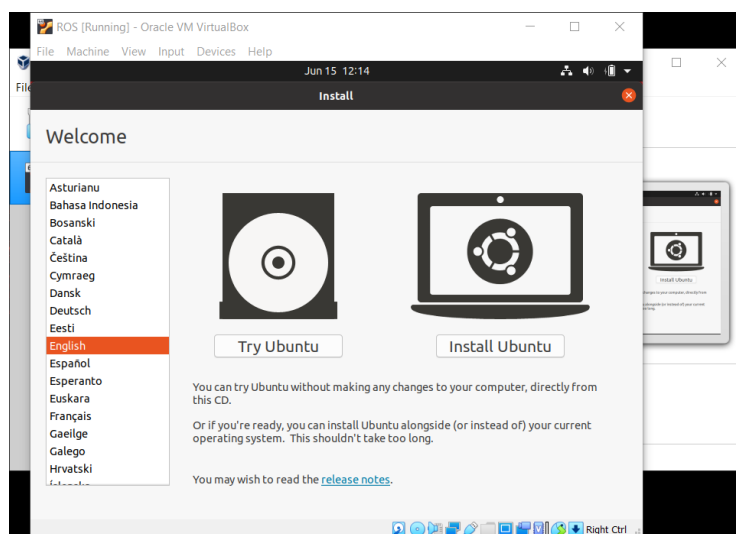 ROS [Running] - Oracle VM VirtualBox
File Machine View Input Devices Help
Jun 15 12:14
Install
Welcome
Asturianu
Bahasa Indonesia
Bosanski
Català
Čeština
Cymraeg
Dansk
Deutsch
Eesti
English
Español
Esperanto
Euskara
Français
Gaeilge
Galego
Hrvatski
Try Ubuntu
Install Ubuntu
You can try Ubuntu without making any changes to your computer, directly from
this CD.
Or if you're ready, you can install Ubuntu alongside (or instead of) your current
operating system. This shouldn't take too long.
You may wish to read the release notes.
Right Ctrl
Install Ubuntu